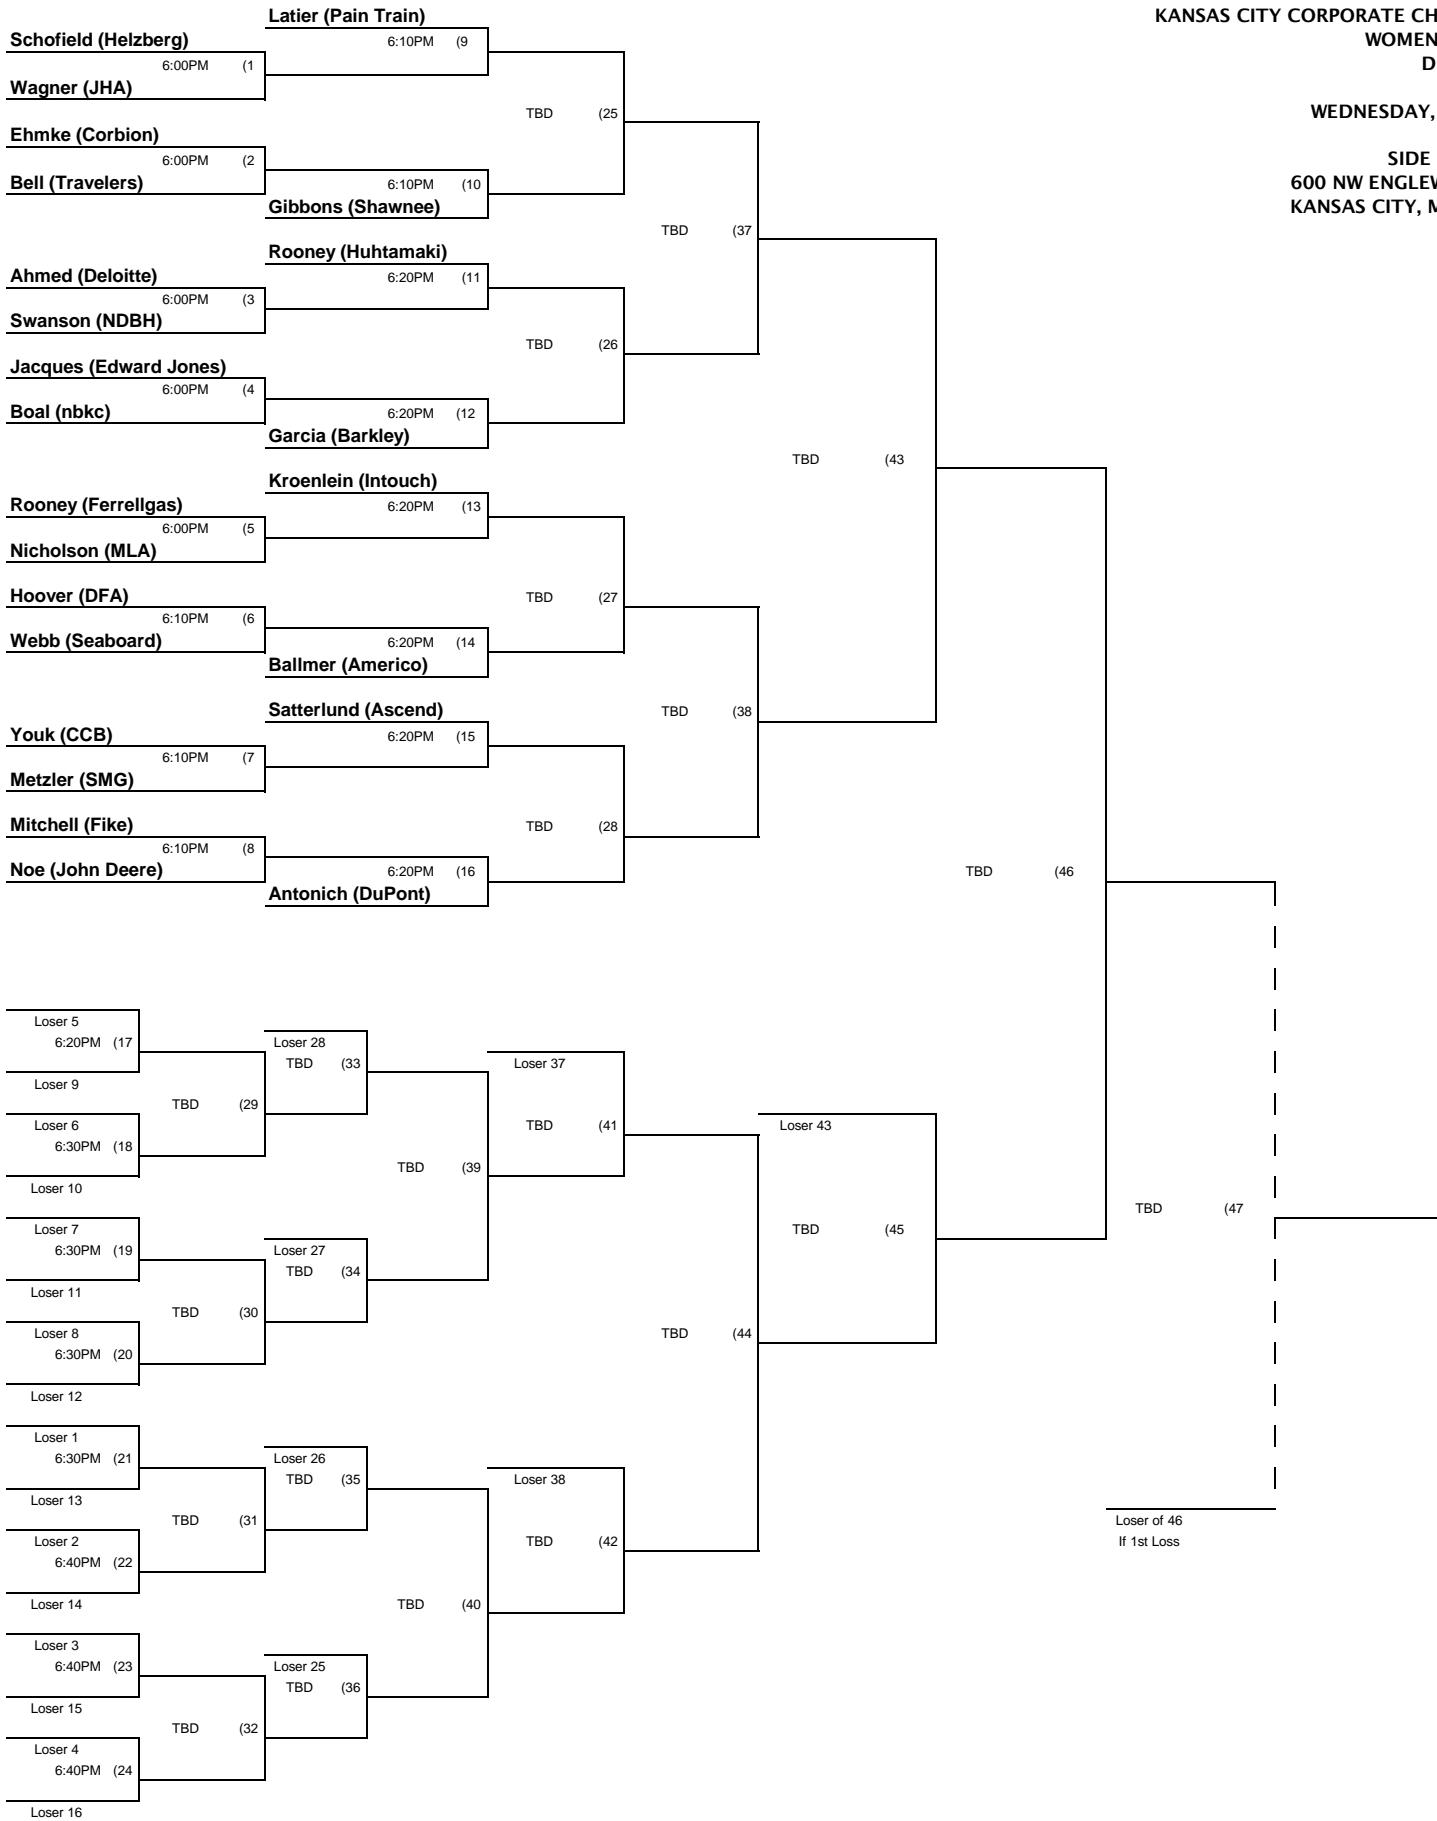 KANSAS CITY CORPORATE CH
WOMEN
D
WEDNESDAY,
SIDE
600 NW ENGLEW
KANSAS CITY, M
Latier (Pain Train)
Schofield (Helzberg)
6:10PM (9
6:00PM (1
Wagner (JHA)
TBD (25
Ehmke (Corbion)
6:00PM (2
Bell (Travelers)
6:10PM (10
Gibbons (Shawnee)
TBD (37
Rooney (Huhtamaki)
Ahmed (Deloitte)
6:20PM (11
6:00PM (3
Swanson (NDBH)
TBD (26
Jacques (Edward Jones)
6:00PM (4
Boal (nbkc)
6:20PM (12
Garcia (Barkley)
TBD (43
Kroenlein (Intouch)
Rooney (Ferrellgas)
6:20PM (13
6:00PM (5
Nicholson (MLA)
Hoover (DFA)
TBD (27
6:10PM (6
Webb (Seaboard)
6:20PM (14
Ballmer (Americo)
Satterlund (Ascend)
TBD (38
Youk (CCB)
6:20PM (15
6:10PM (7
Metzler (SMG)
Mitchell (Fike)
TBD (28
6:10PM (8
Noe (John Deere)
6:20PM (16
TBD (46
Antonich (DuPont)
Loser 5
6:20PM (17
Loser 28
TBD (33
Loser 37
Loser 9
TBD (29
Loser 6
TBD (41
Loser 43
6:30PM (18
TBD (39
Loser 10
TBD (47
Loser 7
TBD (45
6:30PM (19
Loser 27
TBD (34
Loser 11
TBD (30
Loser 8
TBD (44
6:30PM (20
Loser 12
Loser 1
6:30PM (21
Loser 26
TBD (35
Loser 38
Loser 13
TBD (31
Loser of 46
Loser 2
TBD (42
If 1st Loss
6:40PM (22
Loser 14
TBD (40
Loser 3
6:40PM (23
Loser 25
TBD (36
Loser 15
TBD (32
Loser 4
6:40PM (24
Loser 16